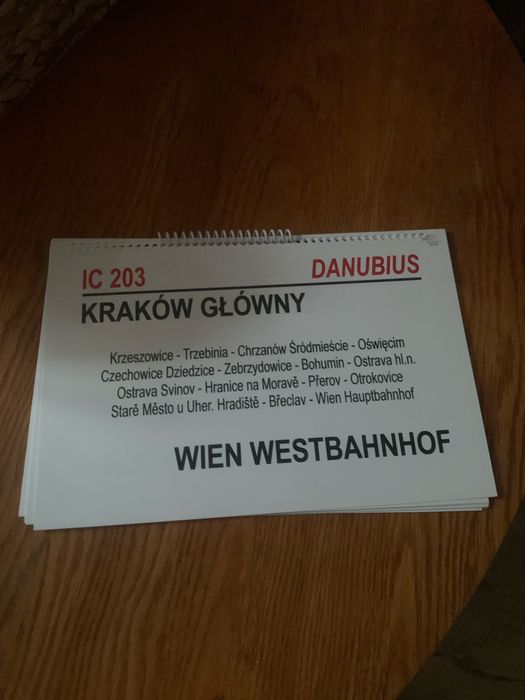 IC 203 DANUBIUS
KRAKÓW GŁÓWNY
Krzeszowice - Trzebinia - Chrzanów Śródmieście - Oświęcim
Czechowice Dziedzice - Zebrzydowice - Bohumin - Ostrava hl.n.
Ostrava Svinov - Hranice na Moravě - Přerov - Otrokovice
Starě Město u Uher. Hradiště - Břeclav - Wien Hauptbahnhof
WIEN WESTBAHNHOF